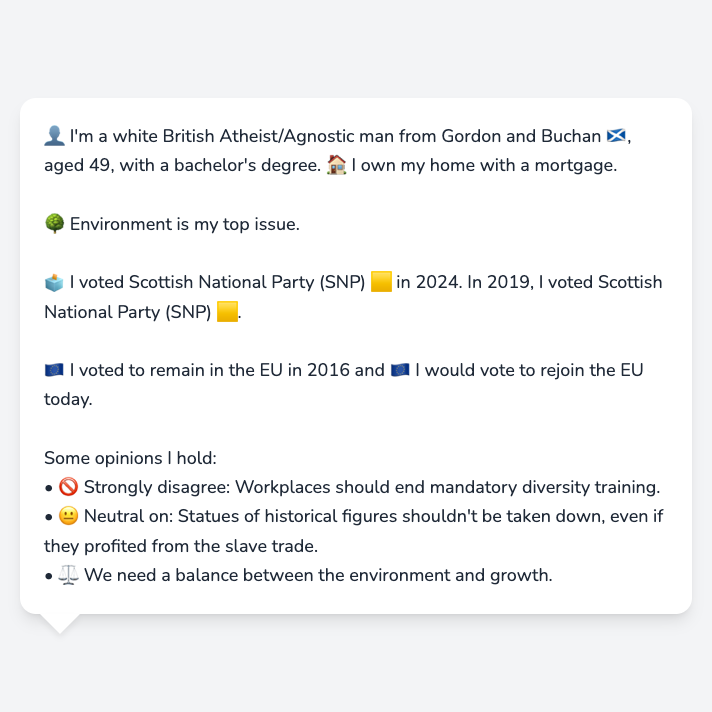 👤 I'm a white British Atheist/Agnostic man from Gordon and Buchan 🏴󠁧󠁢󠁳󠁣󠁴󠁿,
aged 49, with a bachelor's degree. 🏠 I own my home with a mortgage.
🌳 Environment is my top issue.
🗳️ I voted Scottish National Party (SNP) 🟨 in 2024. In 2019, I voted Scottish
National Party (SNP) 🟨.
🇪🇺 I voted to remain in the EU in 2016 and 🇪🇺 I would vote to rejoin the EU
today.
Some opinions I hold:
• 🚫 Strongly disagree: Workplaces should end mandatory diversity training.
• 😐 Neutral on: Statues of historical figures shouldn't be taken down, even if
they profited from the slave trade.
• ⚖️ We need a balance between the environment and growth.